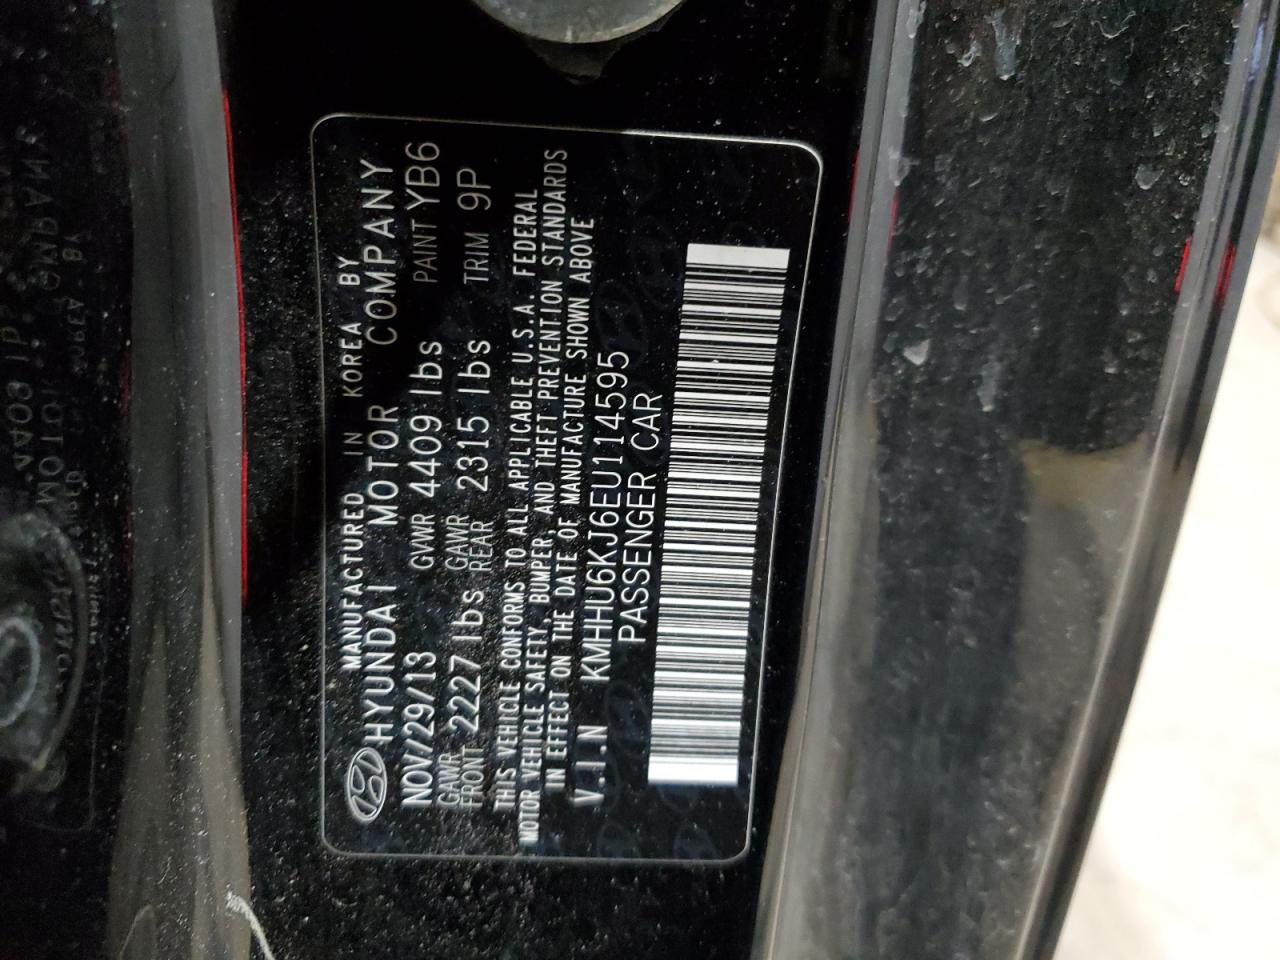 MANUFACTURED IN KOREA BY
HYUNDAI MOTOR COMPANY
NOV/29/13 GVWR 4409 lbs PAINT YB6
GAWR FRONT 2227 lbs GAWR REAR 2315 lbs TRIM 9P
THIS VEHICLE CONFORMS TO ALL APPLICABLE U.S.A. FEDERAL
MOTOR VEHICLE SAFETY, BUMPER, AND THEFT PREVENTION STANDARDS
IN EFFECT ON THE DATE OF MANUFACTURE SHOWN ABOVE
V.I.N KMHHU6KJ6EU114595
PASSENGER CAR